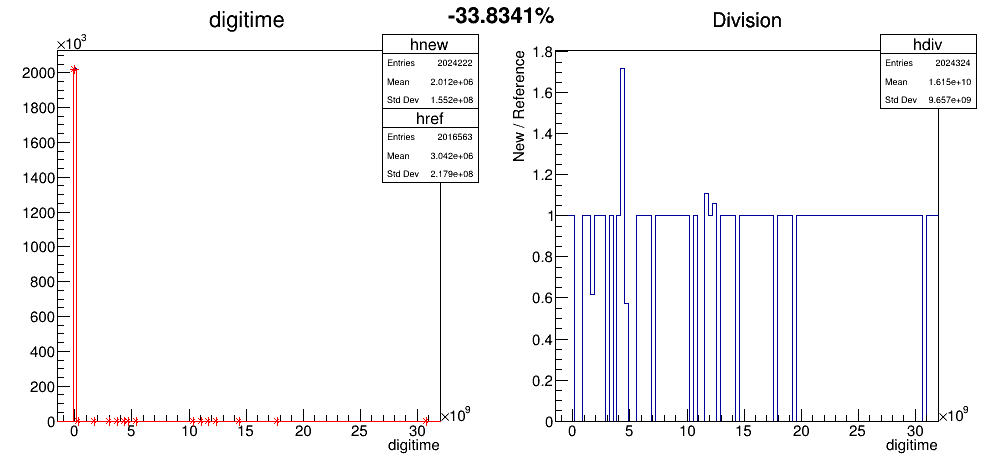 -33.8341%
digitime
×10³
hnew
Entries 2024222
Mean 2.012e+06
Std Dev 1.552e+08
href
Entries 2016563
Mean 3.042e+06
Std Dev 2.179e+08
2000
1800
1600
1400
1200
1000
800
600
400
200
0
0 5 10 15 20 25 30
×10⁹
digitime
Division
hdiv
Entries 2024324
Mean 1.615e+10
Std Dev 9.657e+09
New / Reference
1.8
1.6
1.4
1.2
1
0.8
0.6
0.4
0.2
0
0 5 10 15 20 25 30
×10⁹
digitime